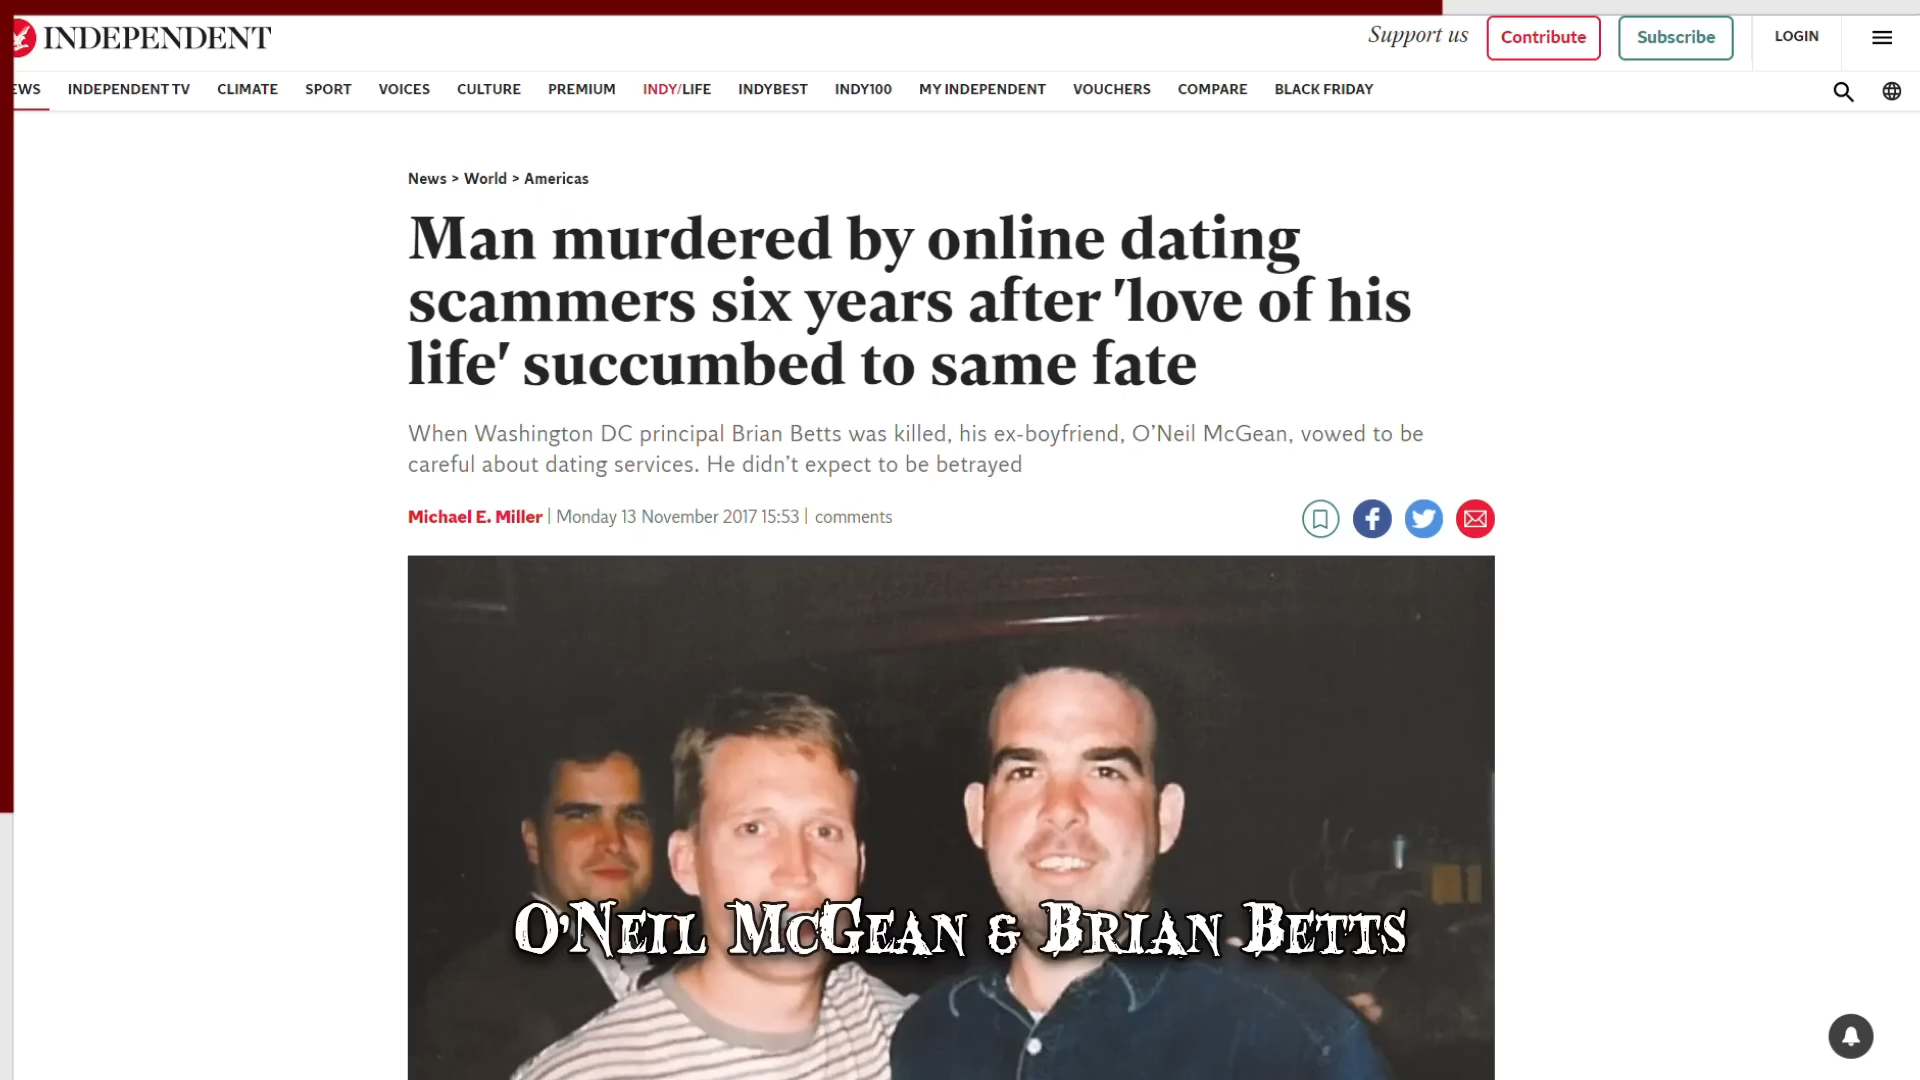 INDEPENDENT
Support us
Contribute
Subscribe
LOGIN
EWS INDEPENDENT TV CLIMATE SPORT VOICES CULTURE PREMIUM INDY/LIFE INDYBEST INDY100 MY INDEPENDENT VOUCHERS COMPARE BLACK FRIDAY
News > World > Americas
Man murdered by online dating
scammers six years after 'love of his
life' succumbed to same fate
When Washington DC principal Brian Betts was killed, his ex-boyfriend, O’Neil McGean, vowed to be
careful about dating services. He didn’t expect to be betrayed
Michael E. Miller | Monday 13 November 2017 15:53 | comments
O'Neil McGean & Brian Betts